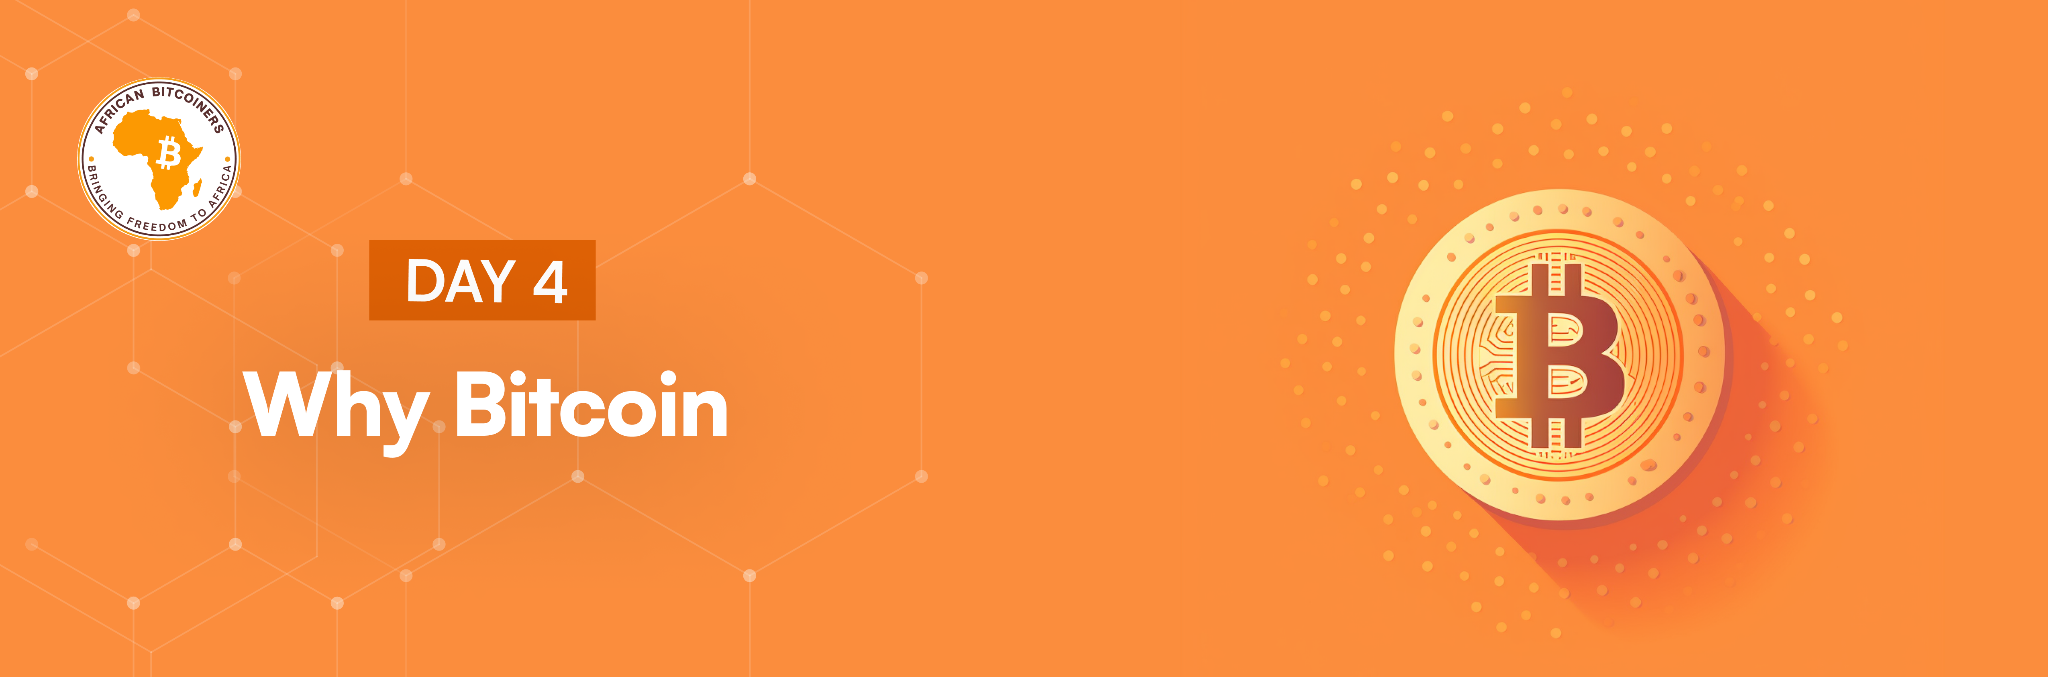 AFRICAN BITCOINERS
BRINGING FREEDOM TO AFRICA
DAY 4
Why Bitcoin